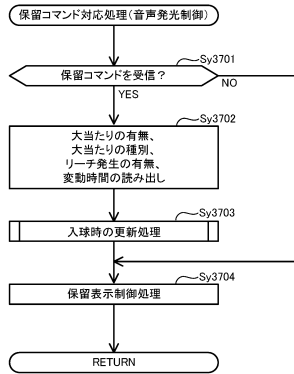 保留コマンド対応処理(音声発光制御)
Sy3701
保留コマンドを受信？
NO
YES
Sy3702
大当たりの有無、
大当たりの種別、
リーチ発生の有無、
変動時間の読み出し
Sy3703
入球時の更新処理
Sy3704
保留表示制御処理
RETURN